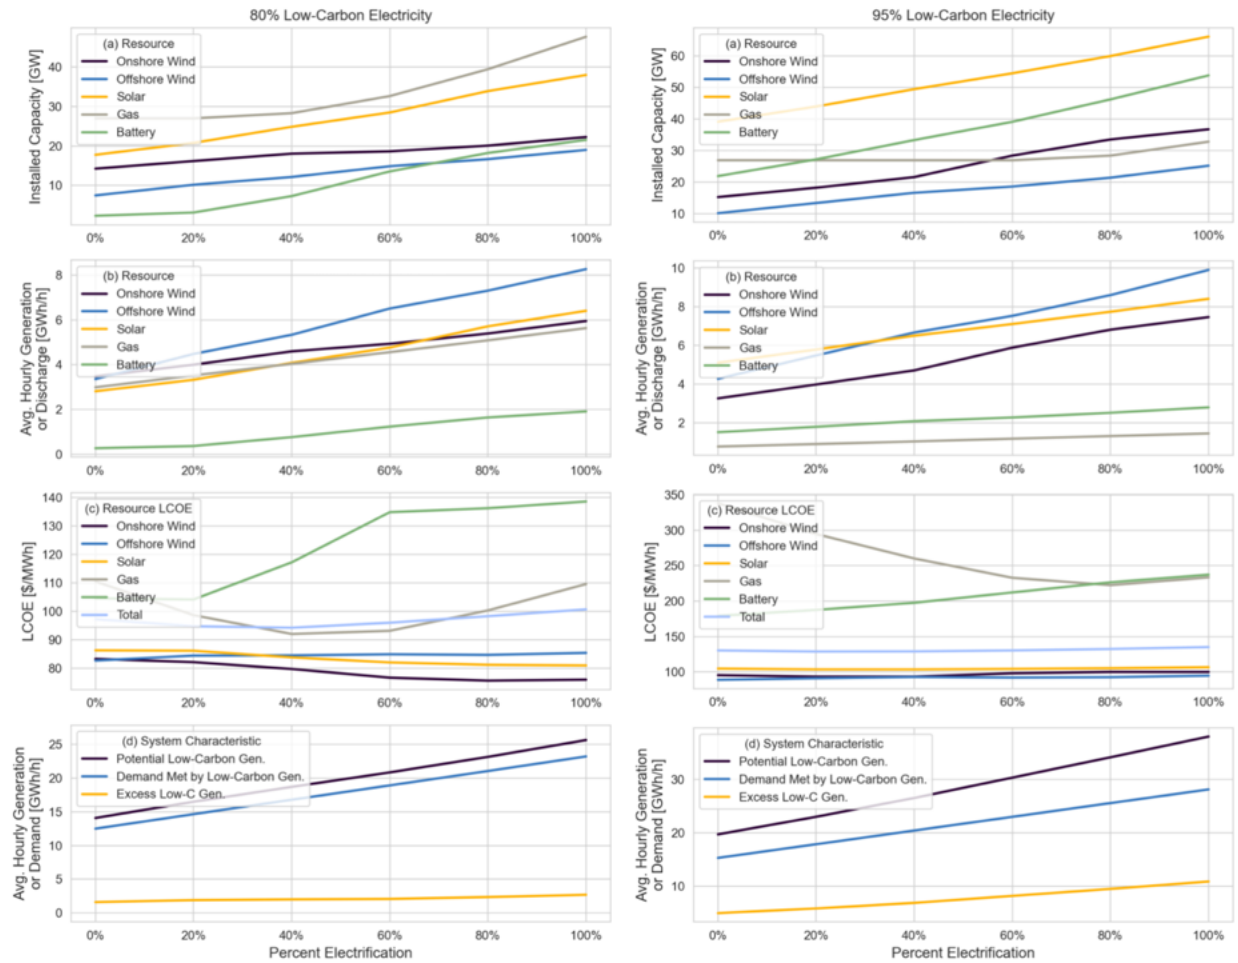 80% Low-Carbon Electricity
Installed Capacity [GW]
40
30
20
10
(a) Resource
Onshore Wind
Offshore Wind
Solar
Gas
Battery
0%
20%
40%
60%
80%
100%
Avg. Hourly Generation
or Discharge [GWh/h]
8
6
4
2
0
(b) Resource
Onshore Wind
Offshore Wind
Solar
Gas
Battery
0%
20%
40%
60%
80%
100%
LCOE [$/MWh]
140
130
120
110
100
90
80
(c) Resource LCOE
Onshore Wind
Offshore Wind
Solar
Gas
Battery
Total
0%
20%
40%
60%
80%
100%
Avg. Hourly Generation
or Demand [GWh/h]
25
20
15
10
5
0
(d) System Characteristic
Potential Low-Carbon Gen.
Demand Met by Low-Carbon Gen.
Excess Low-C Gen.
0%
20%
40%
60%
80%
100%
Percent Electrification
95% Low-Carbon Electricity
Installed Capacity [GW]
60
50
40
30
20
10
(a) Resource
Onshore Wind
Offshore Wind
Solar
Battery
Gas
0%
20%
40%
60%
80%
100%
Avg. Hourly Generation
or Discharge [GWh/h]
10
8
6
4
2
(b) Resource
Onshore Wind
Offshore Wind
Solar
Gas
Battery
0%
20%
40%
60%
80%
100%
LCOE [$/MWh]
350
300
250
200
150
100
(c) Resource LCOE
Onshore Wind
Offshore Wind
Solar
Gas
Battery
Total
0%
20%
40%
60%
80%
100%
Avg. Hourly Generation
or Demand [GWh/h]
30
20
10
(d) System Characteristic
Potential Low-Carbon Gen.
Demand Met by Low-Carbon Gen.
Excess Low-C Gen.
0%
20%
40%
60%
80%
100%
Percent Electrification